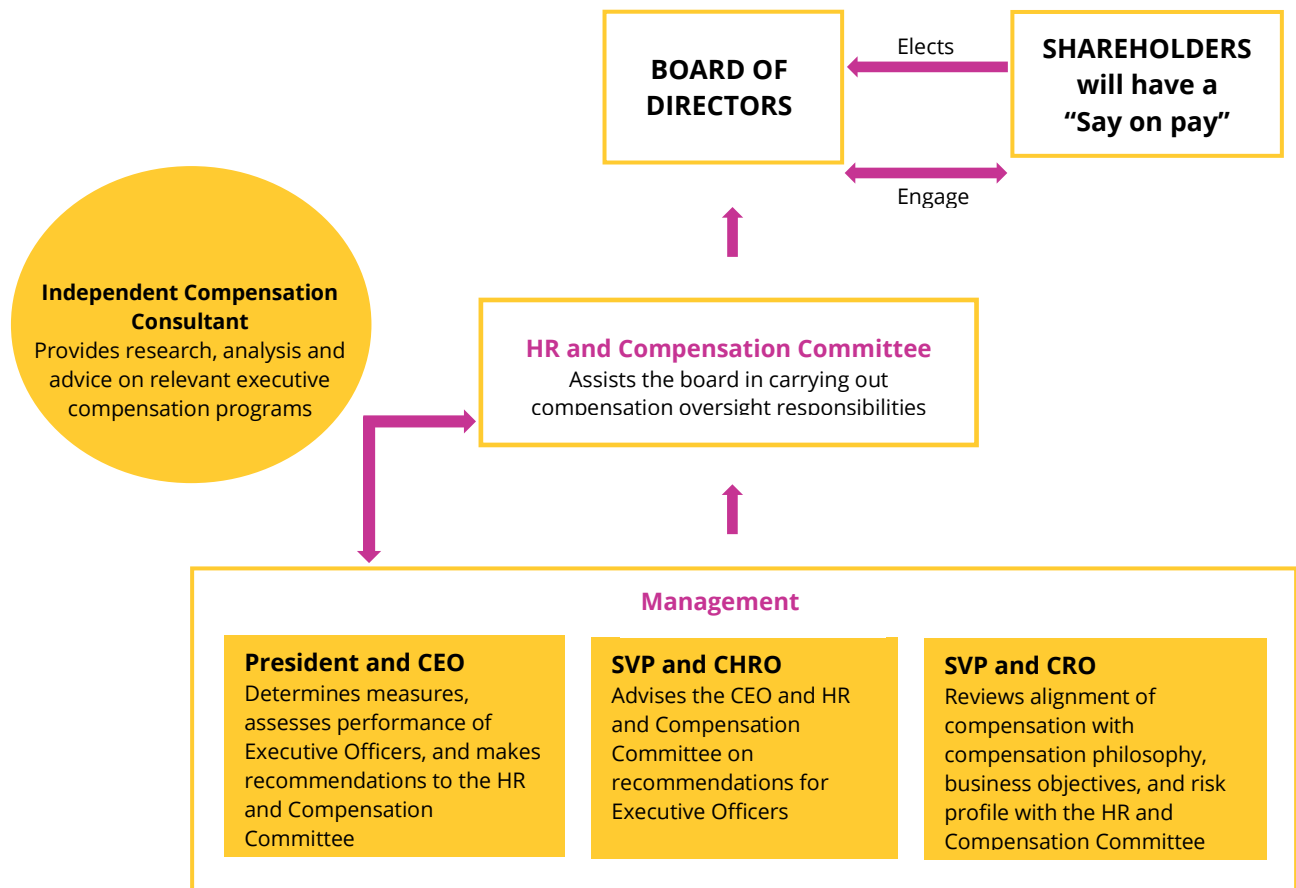 BOARD OF
DIRECTORS
Elects
SHAREHOLDERS
will have a
“Say on pay”
Engage
Independent Compensation
Consultant
Provides research, analysis and
advice on relevant executive
compensation programs
HR and Compensation Committee
Assists the board in carrying out
compensation oversight responsibilities
Management
President and CEO
Determines measures,
assesses performance of
Executive Officers, and makes
recommendations to the HR
and Compensation
Committee
SVP and CHRO
Advises the CEO and HR
and Compensation
Committee on
recommendations for
Executive Officers
SVP and CRO
Reviews alignment of
compensation with
compensation philosophy,
business objectives, and risk
profile with the HR and
Compensation Committee